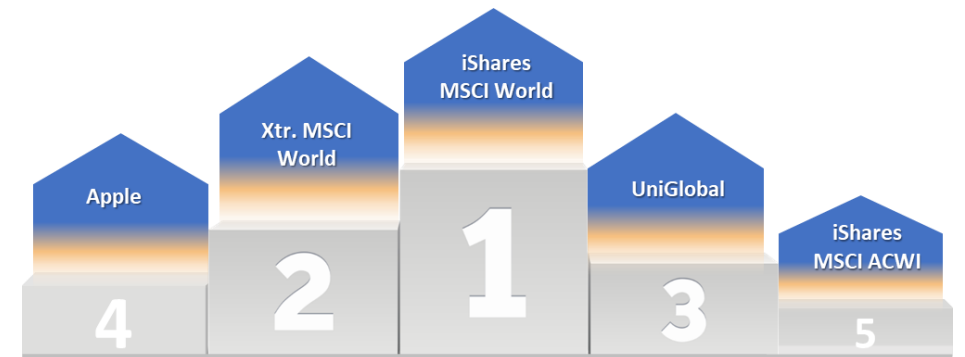 Apple
4
Xtr. MSCI
World
2
iShares
MSCI World
1
UniGlobal
3
iShares
MSCI ACWI
5